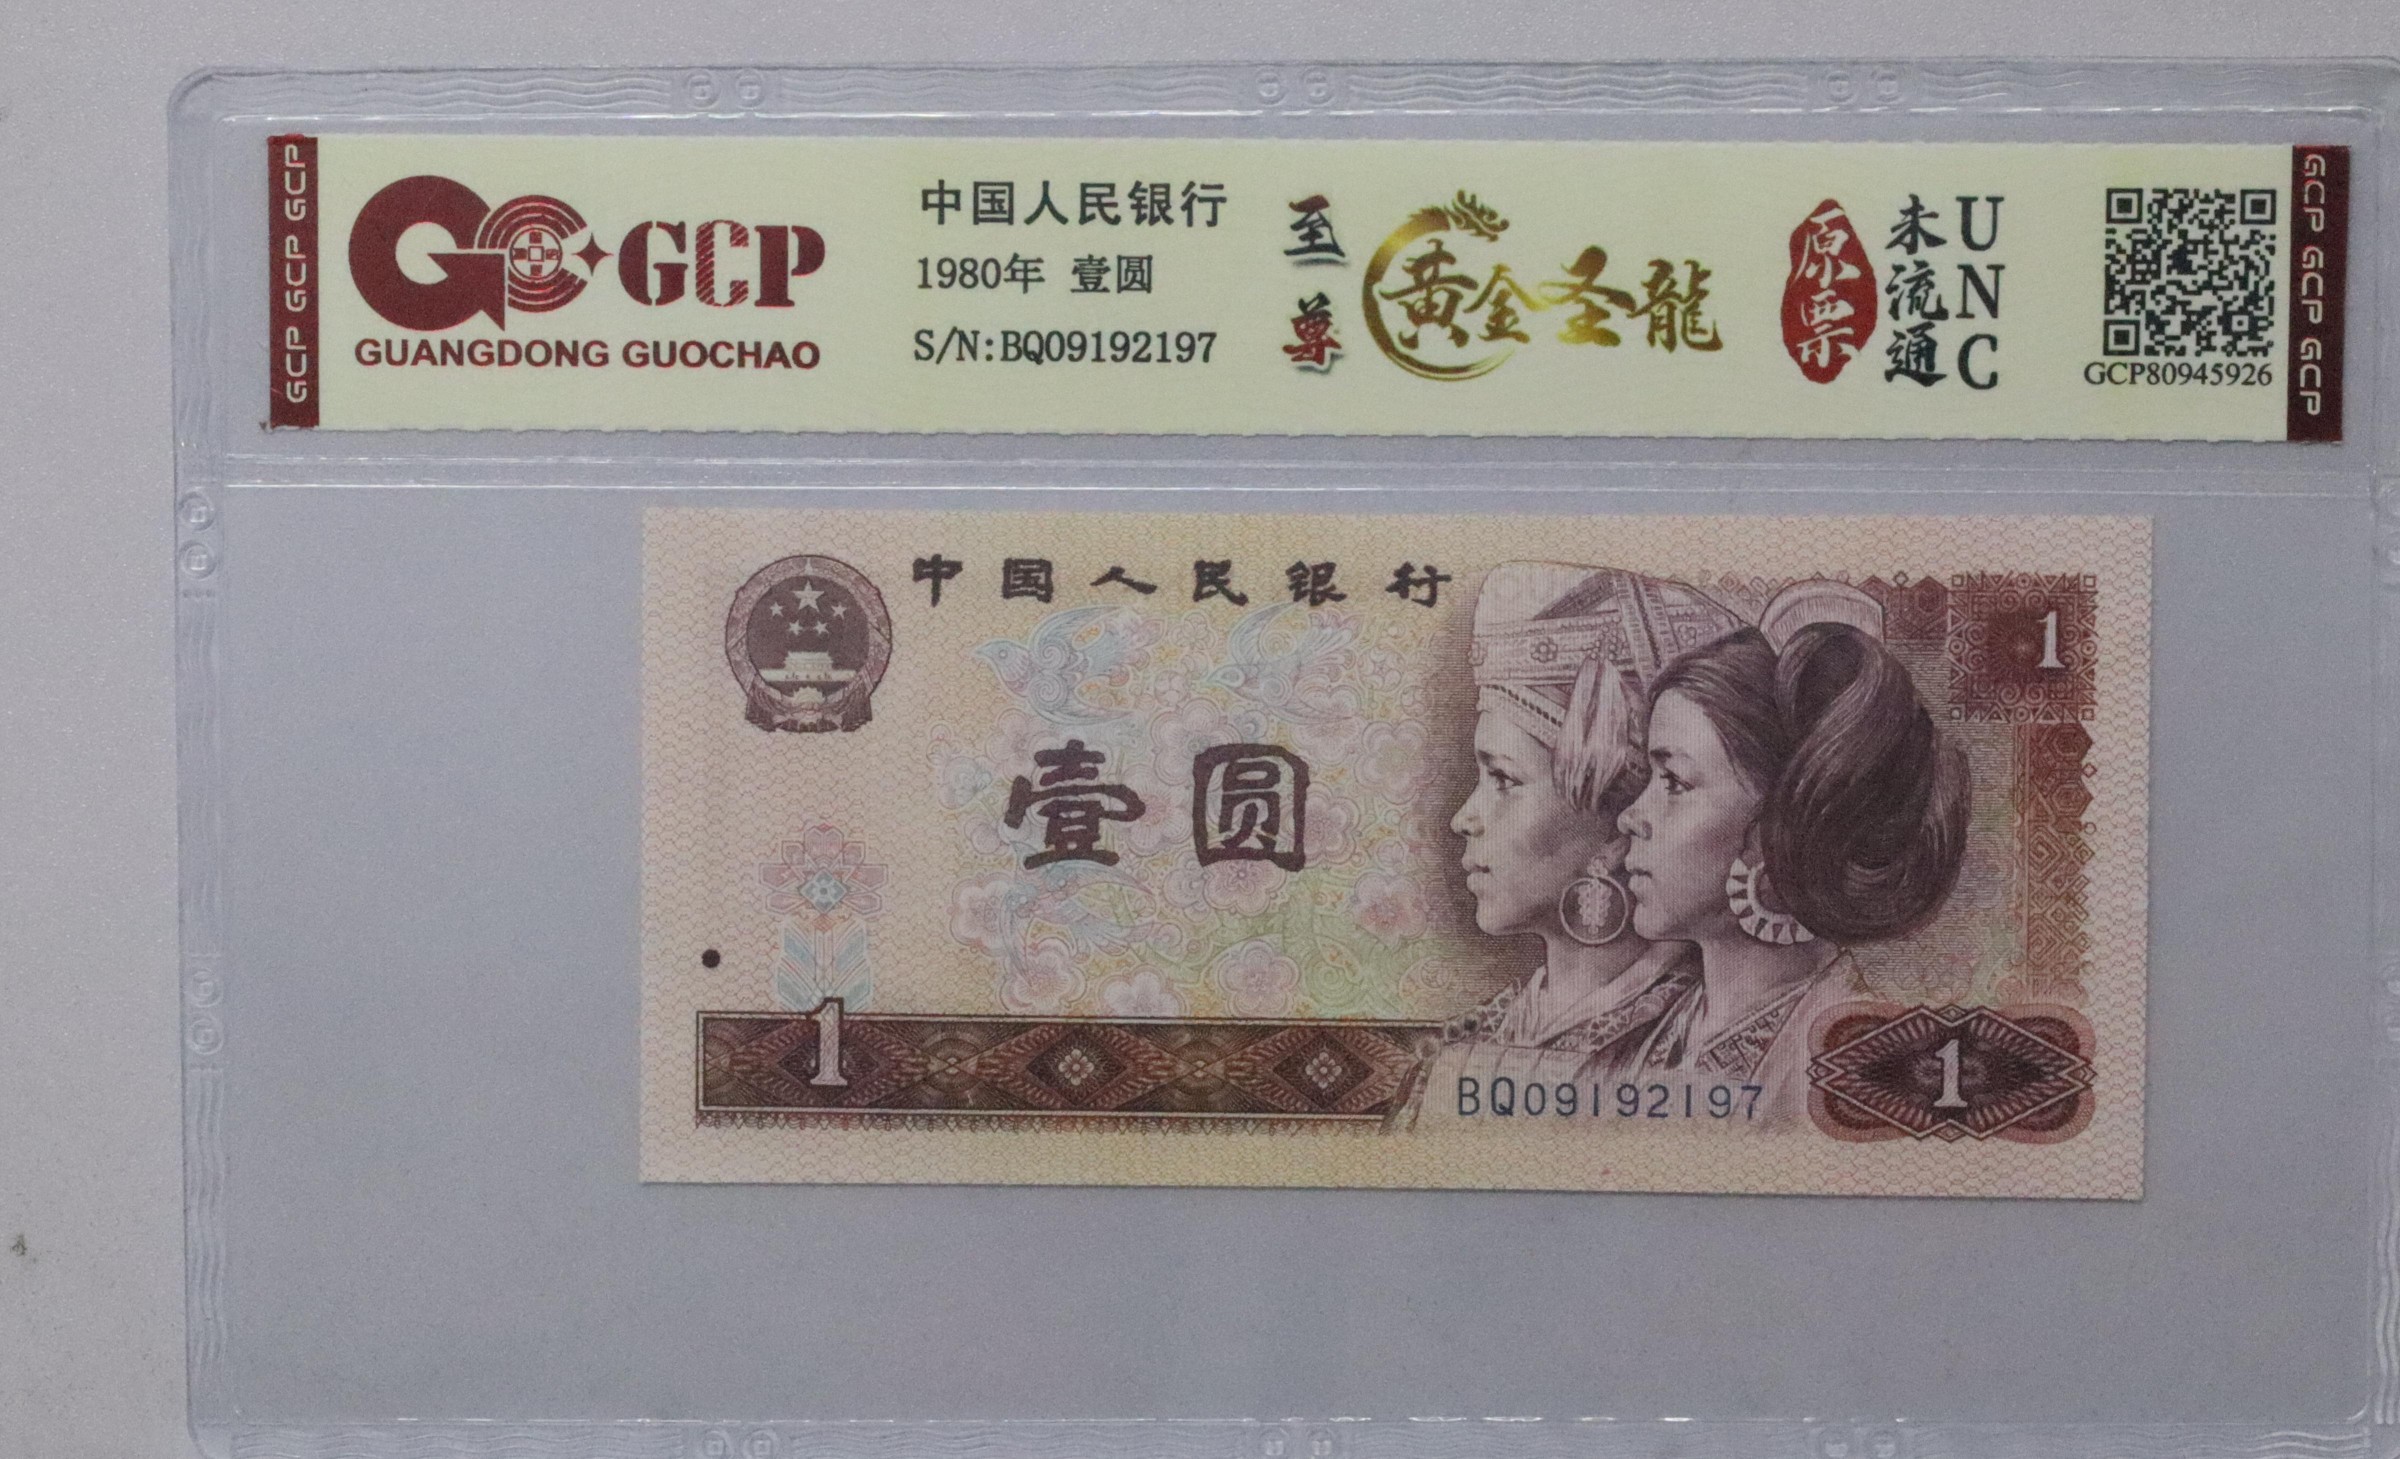 GCP GCP GCP
GCP
GUANGDONG GUOCHAO
中国人民银行
1980年 壹圆
S/N:BQ09192197
至尊
黄金圣龍
原票
未流通
UNC
GCP80945926
GCP GCP GCP
中国人民银行
1
壹圆
1
BQ09192197
1